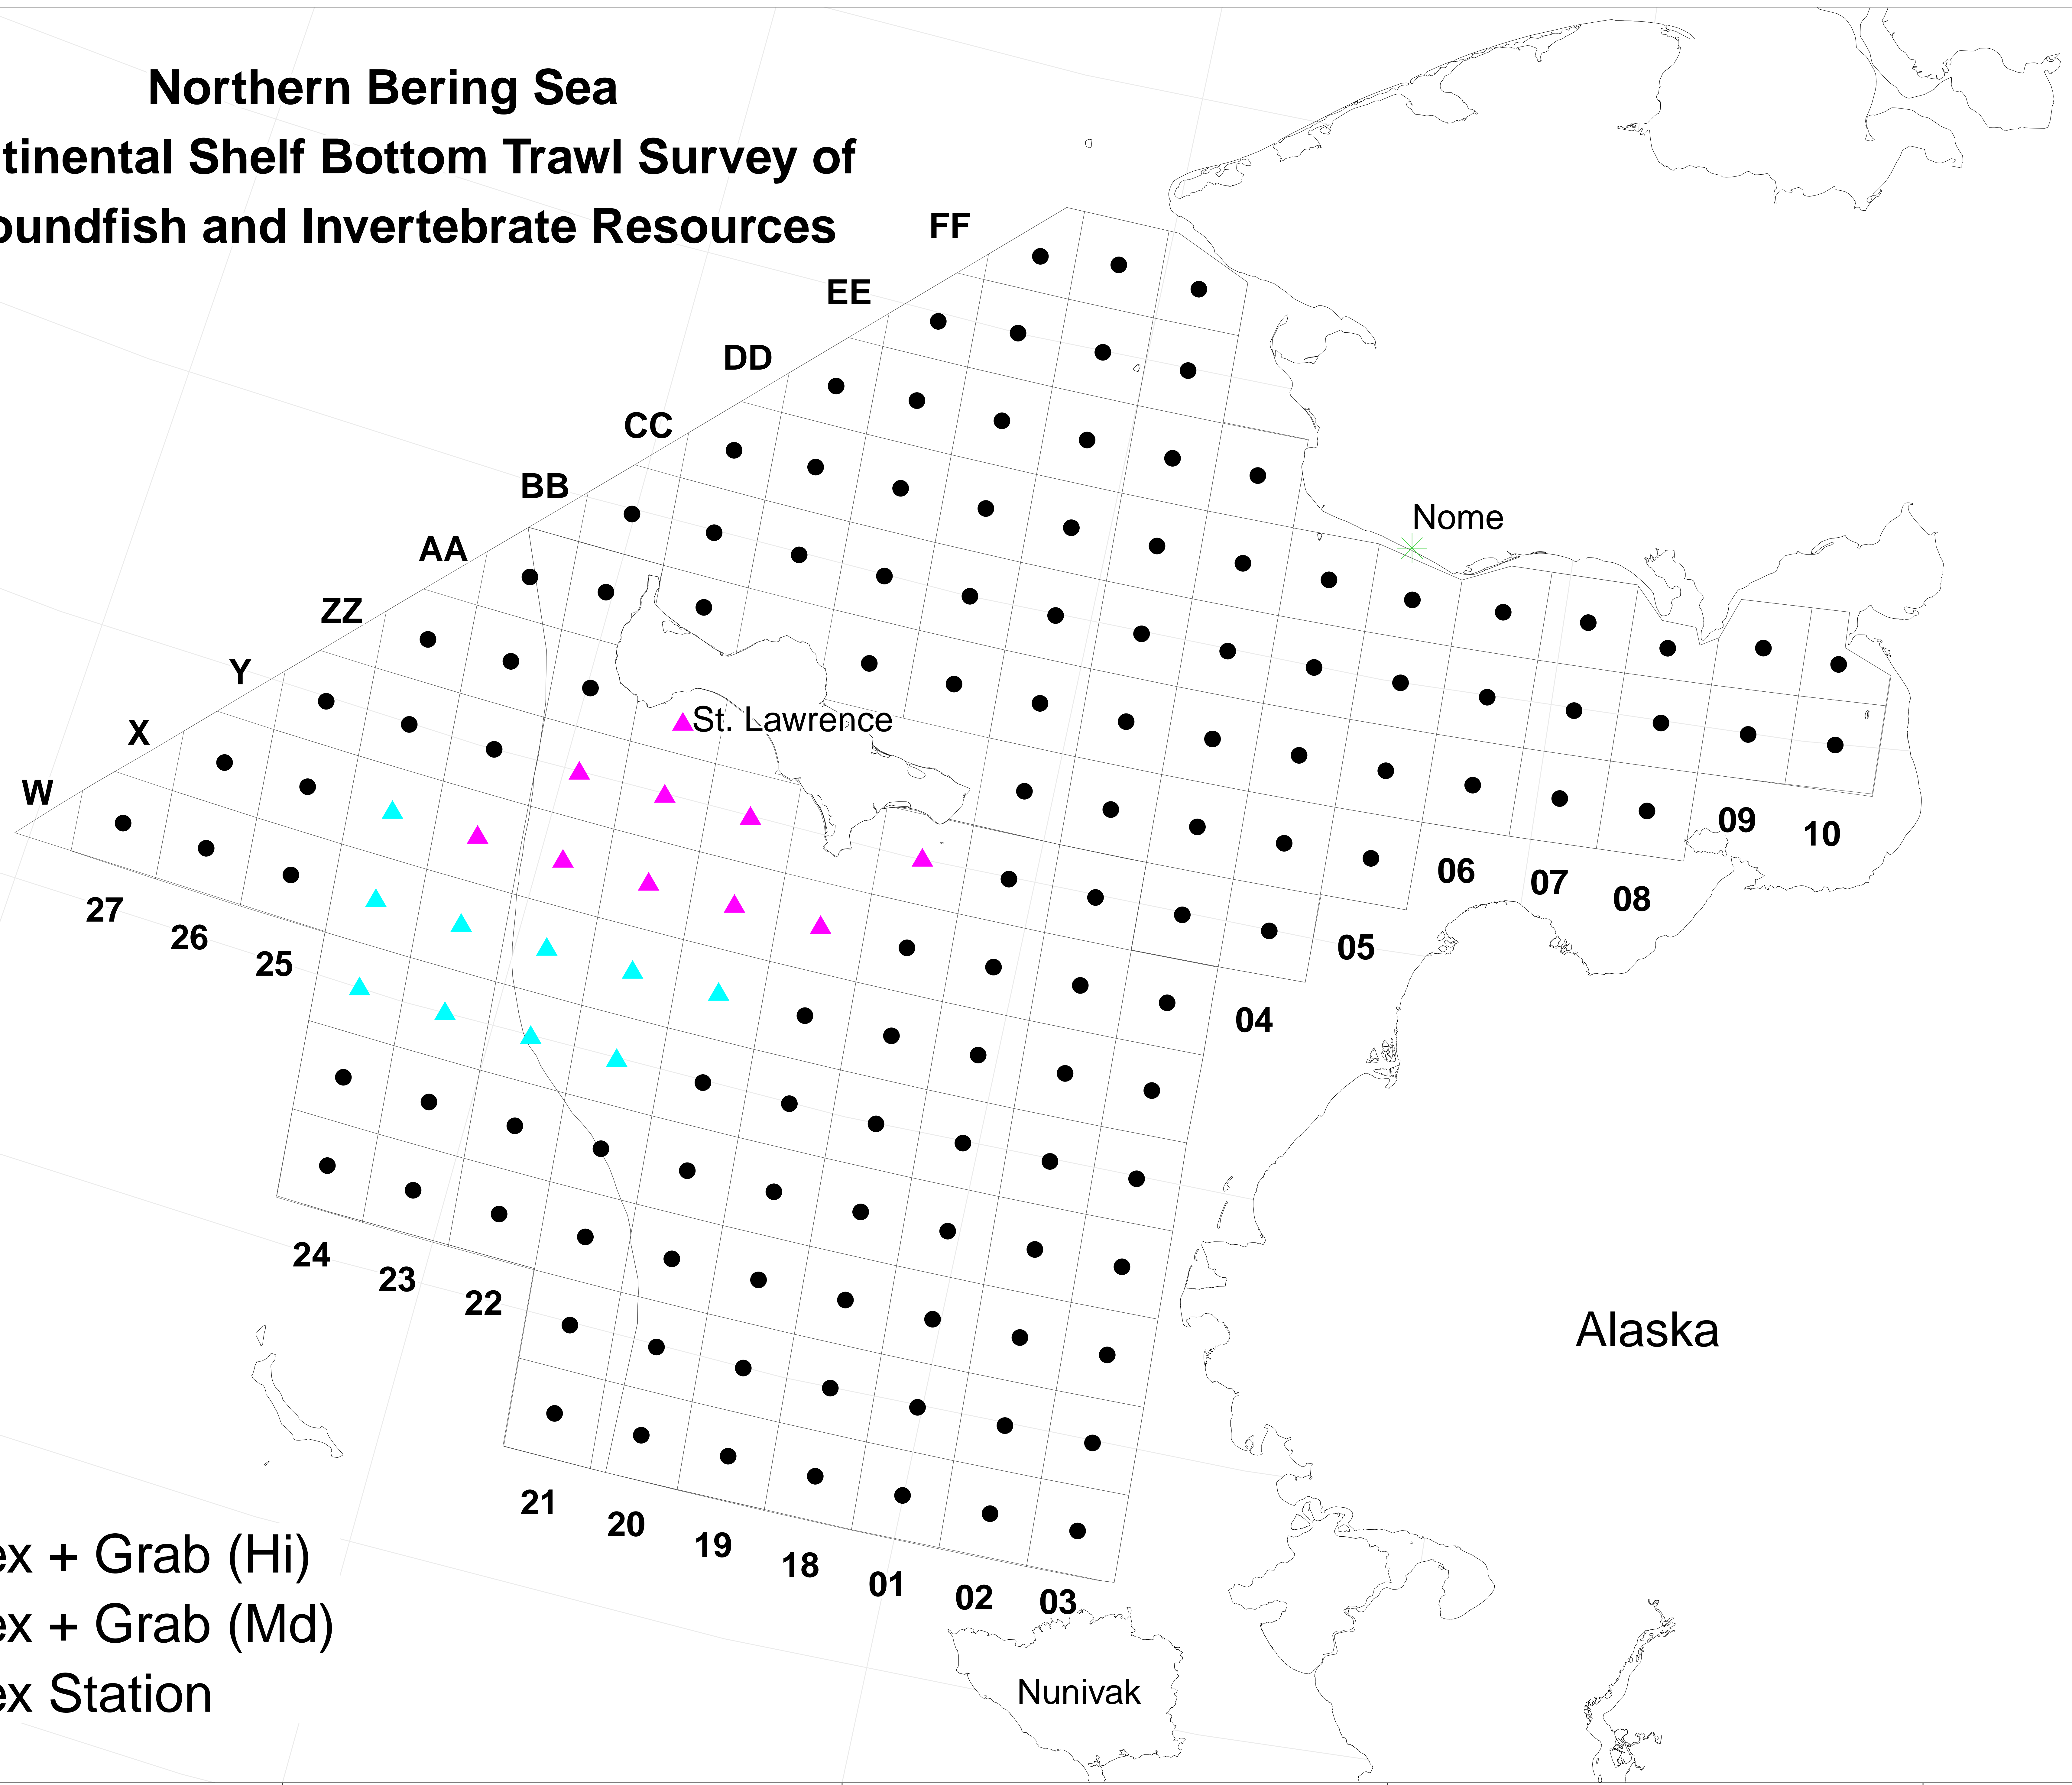 Northern Bering Sea
tinental Shelf Bottom Trawl Survey of
oundfish and Invertebrate Resources
FF
EE
DD
CC
BB
AA
ZZ
Y
X
W
Nome
St. Lawrence
09
10
06
07
08
27
26
25
05
04
24
23
22
Alaska
21
20
19
18
01
02
03
ex + Grab (Hi)
ex + Grab (Md)
ex Station
Nunivak